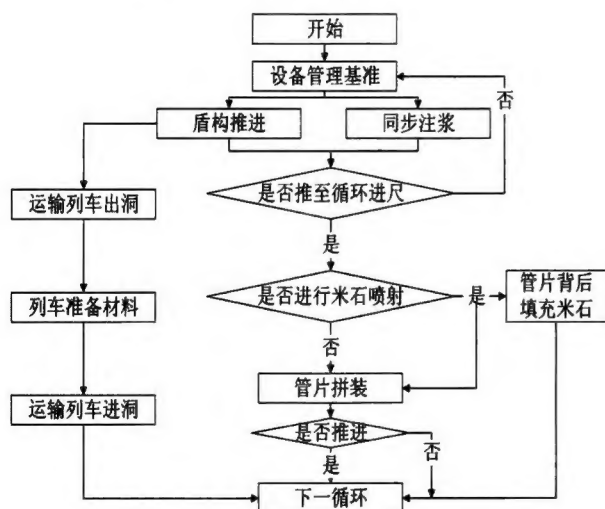 开始
设备管理基准
否
盾构推进
同步注浆
是否推至循环进尺
运输列车出洞
是
是否进行米石喷射
是
管片背后
填充米石
列车准备材料
否
管片拼装
运输列车进洞
是否推进
否
是
下一循环